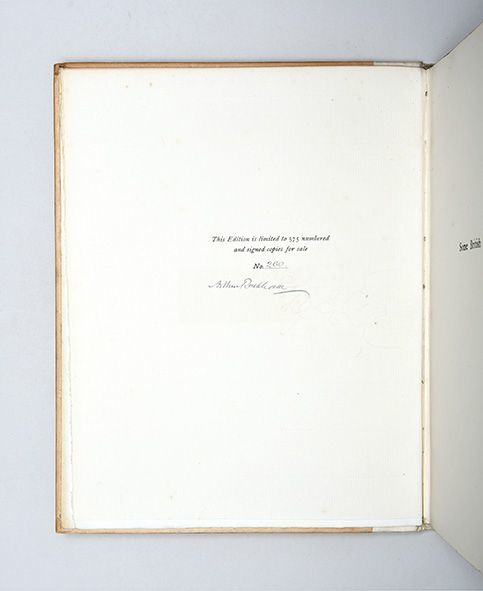 This Edition is limited to 575 numbered
and signed copies for sale
No. 260.
Arthur Rackham
Some British